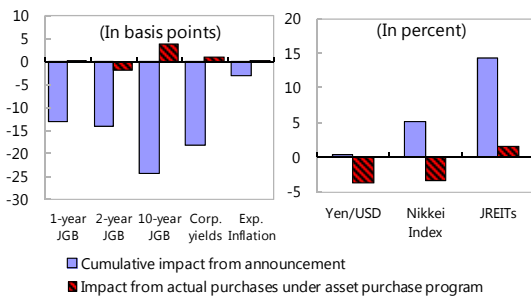 (In basis points)
10
5
0
-5
-10
-15
-20
-25
-30
1-year JGB
2-year JGB
10-year JGB
Corp. yields
Exp. Inflation
(In percent)
20
15
10
5
0
-5
Yen/USD
Nikkei Index
JREITs
Cumulative impact from announcement
Impact from actual purchases under asset purchase program